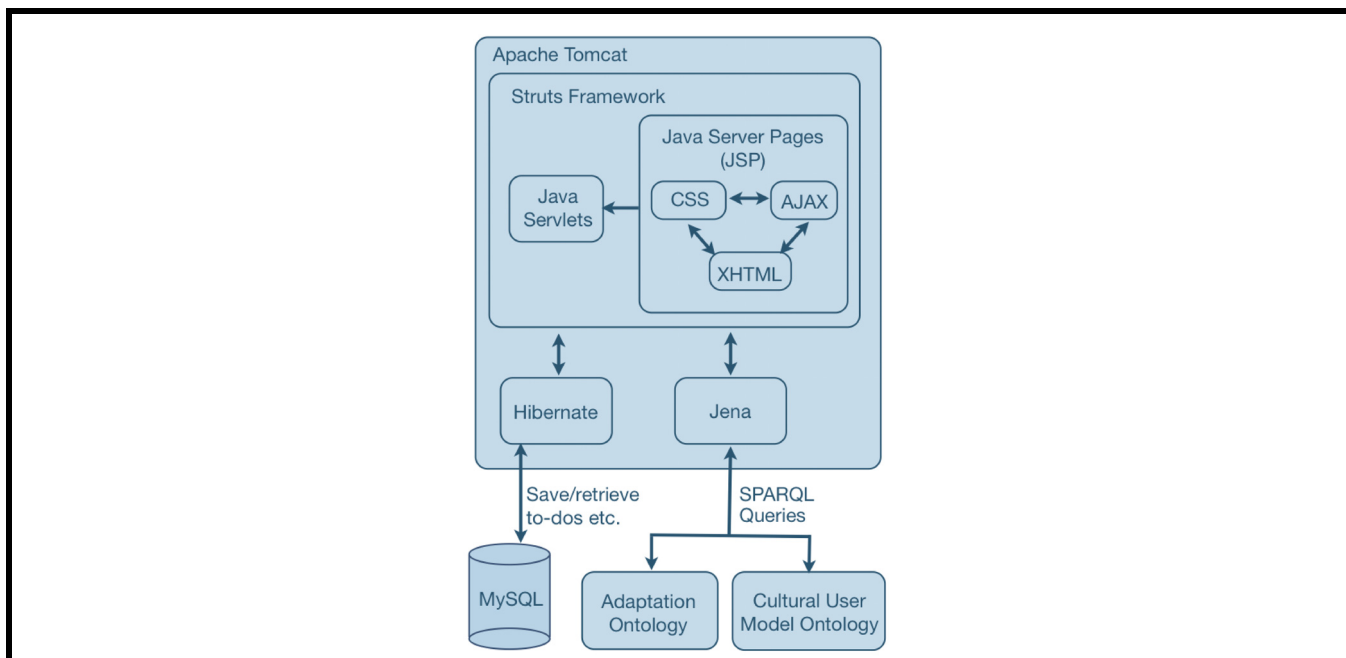 Apache Tomcat
Struts Framework
Java Server Pages
(JSP)
Java
Servlets
CSS
AJAX
XHTML
Hibernate
Jena
Save/retrieve
to-dos etc.
SPARQL
Queries
MySQL
Adaptation
Ontology
Cultural User
Model Ontology